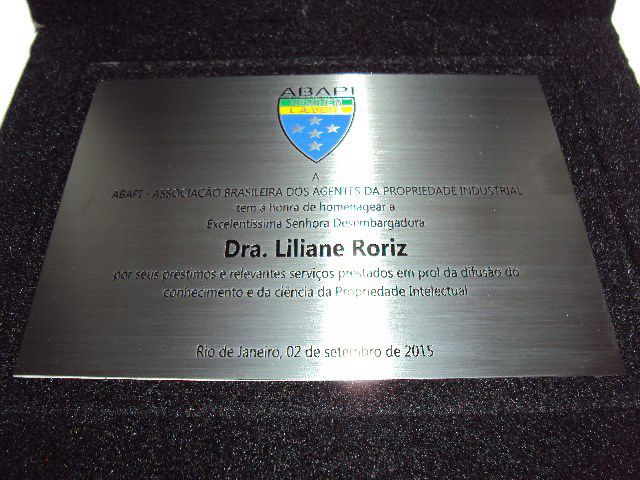 ABAPI
NEMINEM
LAEDIT
A
ABAPI - ASSOCIAÇÃO BRASILEIRA DOS AGENTES DA PROPRIEDADE INDUSTRIAL
tem a honra de homenagear a
Excelentíssima Senhora Desembargadora
Dra. Liliane Roriz
por seus préstimos e relevantes serviços prestados em prol da difusão do
conhecimento e da ciência da Propriedade Intelectual
Rio de Janeiro, 02 de setembro de 2015